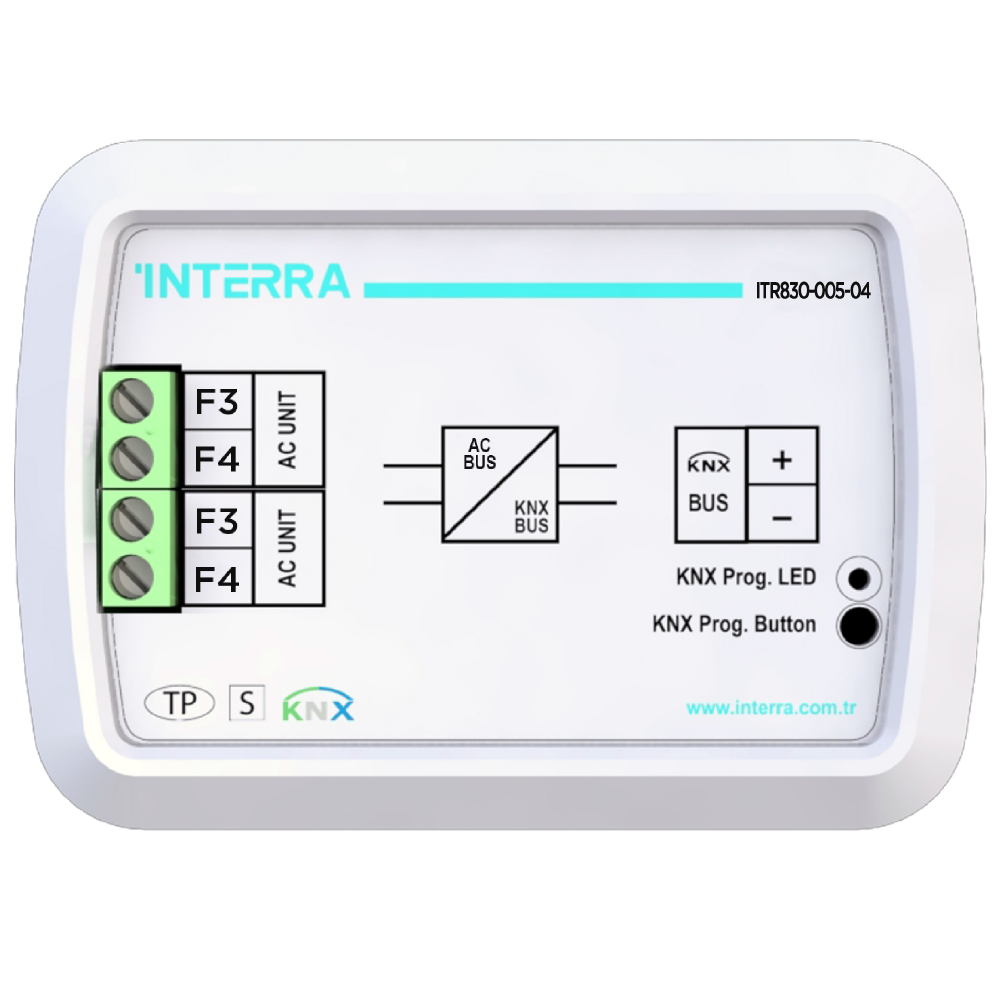 INTERRA
ITR830-005-04
F3
F4
AC UNIT
F3
F4
AC UNIT
AC
BUS
KNX
BUS
KNX
BUS
+
−
KNX Prog. LED
KNX Prog. Button
TP
S
KNX
www.interra.com.tr